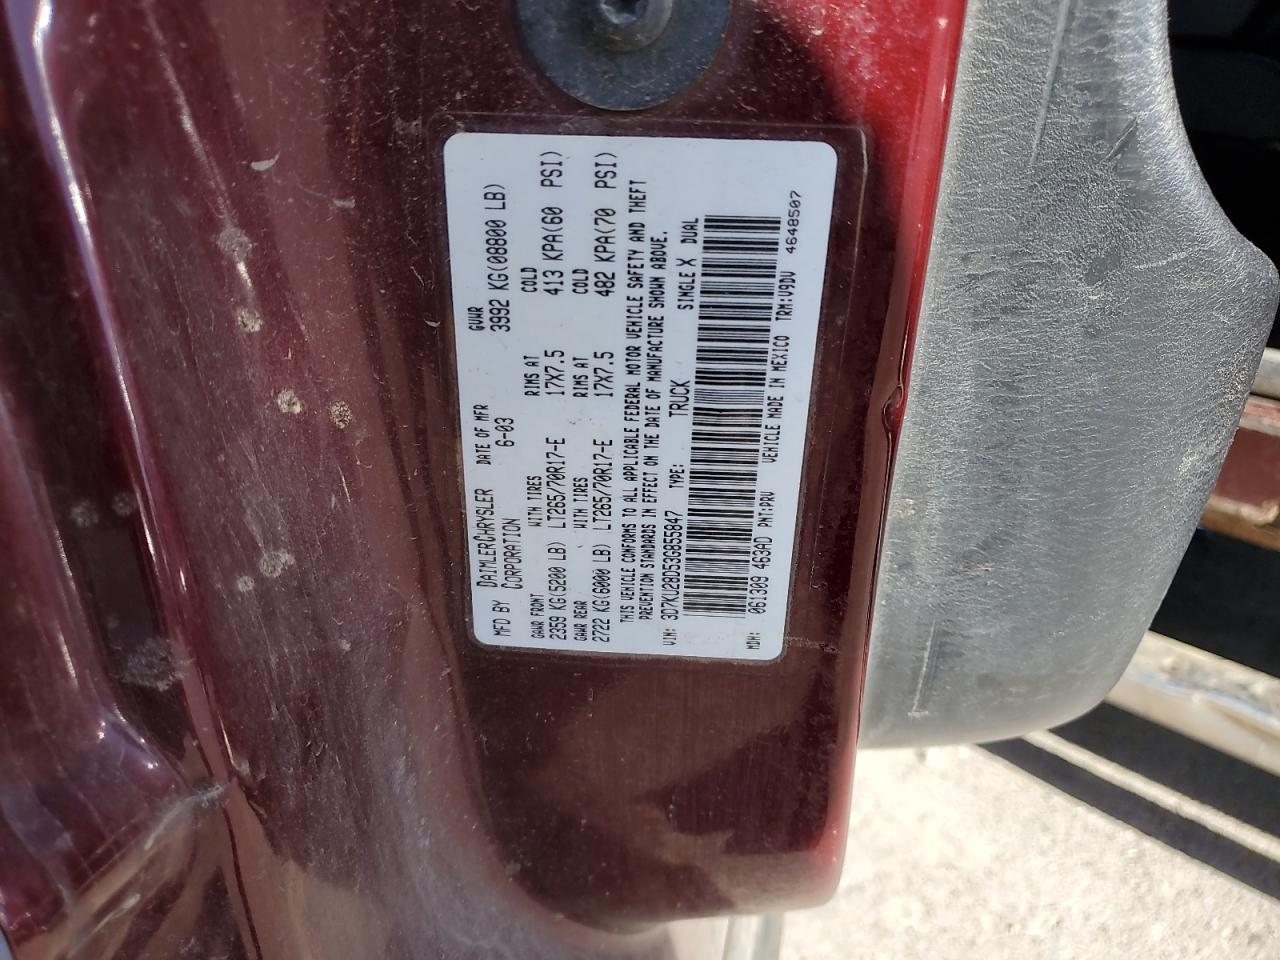 MFD BY DAIMLERCHRYSLER CORPORATION DATE OF MFR 6-03 GVWR 3992 KG(08800 LB)
GAWR FRONT WITH TIRES RIMS AT COLD
2359 KG(5200 LB) LT265/70R17-E 17X7.5 413 KPA(60 PSI)
GAWR REAR WITH TIRES RIMS AT COLD
2722 KG(6000 LB) LT265/70R17-E 17X7.5 482 KPA(70 PSI)
THIS VEHICLE CONFORMS TO ALL APPLICABLE FEDERAL MOTOR VEHICLE SAFETY AND THEFT
PREVENTION STANDARDS IN EFFECT ON THE DATE OF MANUFACTURE SHOWN ABOVE.
VIN: 3D7KU28D53G855847 TYPE: TRUCK SINGLE X DUAL
MDH: 061309 463AD PNT:PRV VEHICLE MADE IN MEXICO TRM:V9DV 4648507